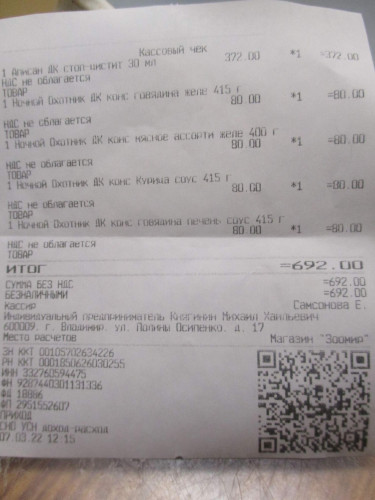 Кассовый чек
1 Аписан ДК стоп-цистит 30 мл
372.00 *1 =372.00
НДС не облагается
ТОВАР
1 Ночной Охотник ДК конс говядина желе 415 г
80.00 *1 =80.00
НДС не облагается
ТОВАР
1 Ночной Охотник ДК конс мясное ассорти желе 400 г
80.00 *1 =80.00
НДС не облагается
ТОВАР
1 Ночной Охотник ДК конс Курица соус 415 г
80.00 *1 =80.00
НДС не облагается
ТОВАР
1 Ночной Охотник ДК конс говядина печень соус 415 г
80.00 *1 =80.00
НДС не облагается
ТОВАР
ИТОГ =692.00
СУММА БЕЗ НДС =692.00
БЕЗНАЛИЧНЫМИ =692.00
Кассир Самсонова Е.
Индивидуальный предприниматель Князькин Михаил
600009, г. Владимир, ул. Полины Осипенко, д. 17
Место расчетов Магазин "Зоомир"
ЗН ККТ 00105702634226
РН ККТ 0001850626030255
ИНН 332760594475
ФН 9287440301131336
ФД 10886
ФП 2951552607
ПРИХОД
СНО УСН доход-расход
07.03.22 12:15